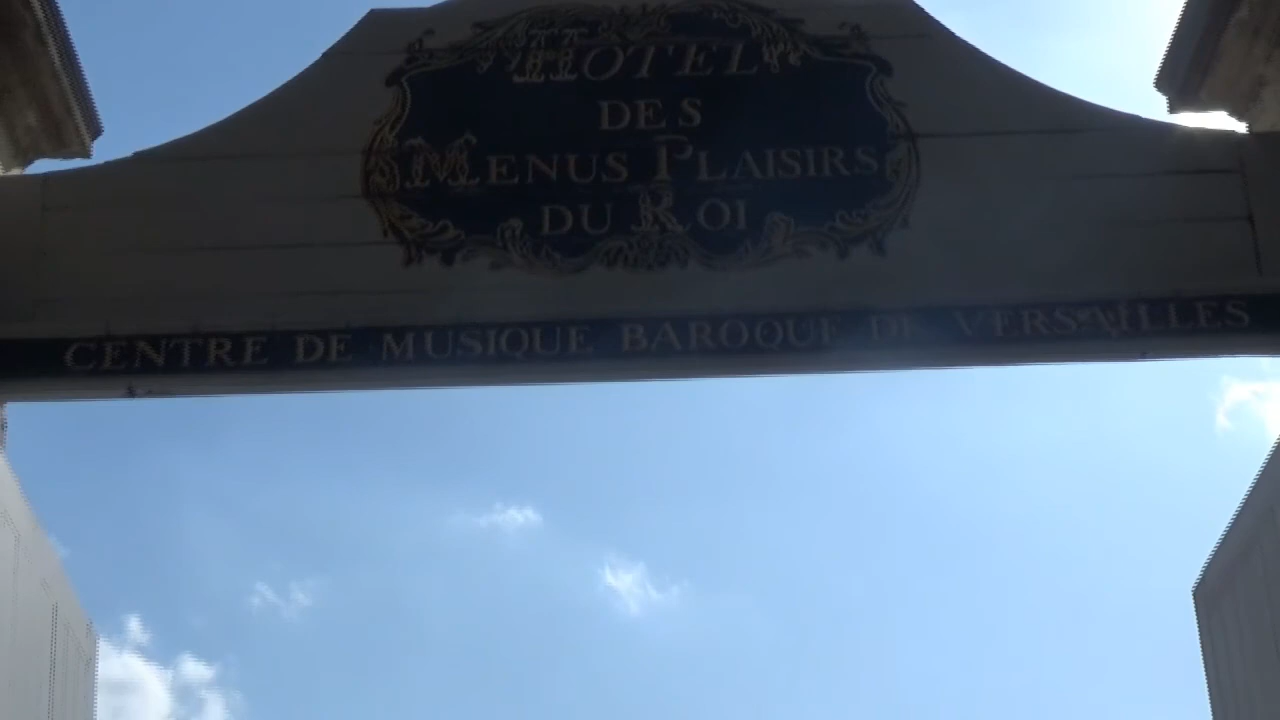 HOTEL
DES
MENUS PLAISIRS
DU ROI
CENTRE DE MUSIQUE BAROQUE DE VERSAILLES